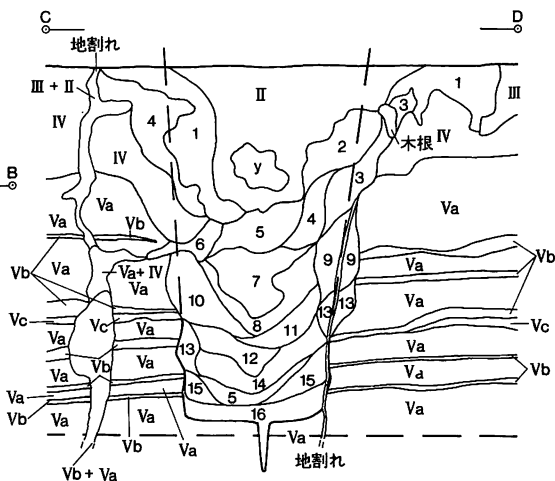 C D
地割れ
III + II
II
1
III
IV
4
1
3
2
木根
IV
y
IV
3
B
Va
Va
5
4
Va
Vb
6
Vb
Va
Va + IV
Va
7
9
9
Va
Vb
10
13
13
Va
Vc
Vc
8
11
Vc
Va
Va
13
12
Va
Vb
14
Vb
Va
Va
15
5
15
Va
Va
16
Vb
Va
Vb
Va
Va
Va
Vb + Va
地割れ